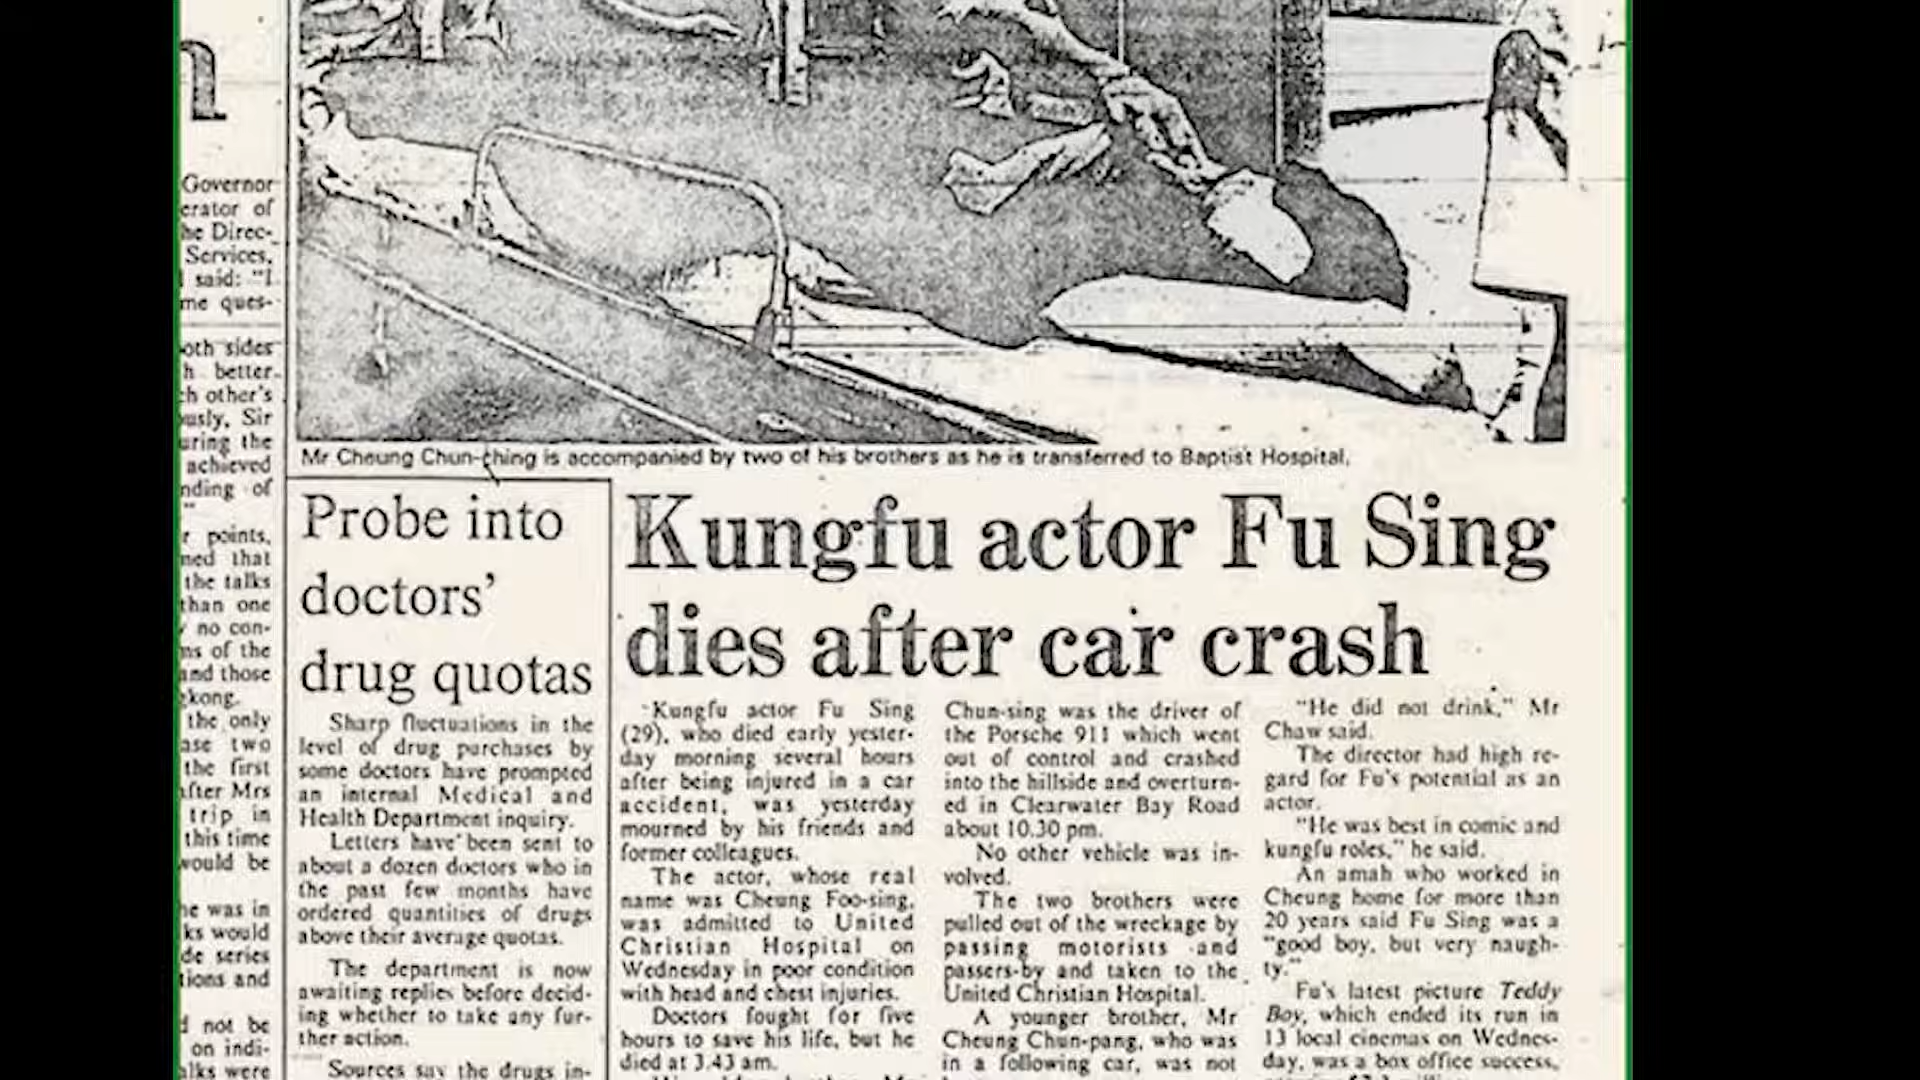 n
Governor
erator of
he Direc-
Services,
said: "I
me ques-
oth sides
h better
ch other's
usly, Sir
uring the
achieved
nding of
"
r points,
ned that
the talks
than one
no con-
ms of the
and those
gkong.
the only
ase two
the first
after Mrs
trip in
this time
would be
he was in
ks would
de series
tions and
d not be
on indi-
alks were
Mr Cheung Chun-ching is accompanied by two of his brothers as he is transferred to Baptist Hospital.
Probe into
doctors'
drug quotas
Sharp fluctuations in the
level of drug purchases by
some doctors have prompted
an internal Medical and
Health Department inquiry.
Letters have been sent to
about a dozen doctors who in
the past few months have
ordered quantities of drugs
above their average quotas.
The department is now
awaiting replies before decid-
ing whether to take any fur-
ther action.
Sources say the drugs in-
Kungfu actor Fu Sing
dies after car crash
Kungfu actor Fu Sing
(29), who died early yester-
day morning several hours
after being injured in a car
accident, was yesterday
mourned by his friends and
former colleagues.
The actor, whose real
name was Cheung Foo-sing,
was admitted to United
Christian Hospital on
Wednesday in poor condition
with head and chest injuries.
Doctors fought for five
hours to save his life, but he
died at 3.43 am.
Chun-sing was the driver of
the Porsche 911 which went
out of control and crashed
into the hillside and overturn-
ed in Clearwater Bay Road
about 10.30 pm.
No other vehicle was in-
volved.
The two brothers were
pulled out of the wreckage by
passing motorists and
passers-by and taken to the
United Christian Hospital.
A younger brother, Mr
Cheung Chun-pang, who was
in a following car, was not
"He did not drink," Mr
Chaw said.
The director had high re-
gard for Fu's potential as an
actor.
"He was best in comic and
kungfu roles," he said.
An amah who worked in
Cheung home for more than
20 years said Fu Sing was a
"good boy, but very naugh-
ty."
Fu's latest picture Teddy
Boy, which ended its run in
13 local cinemas on Wednes-
day, was a box office success,